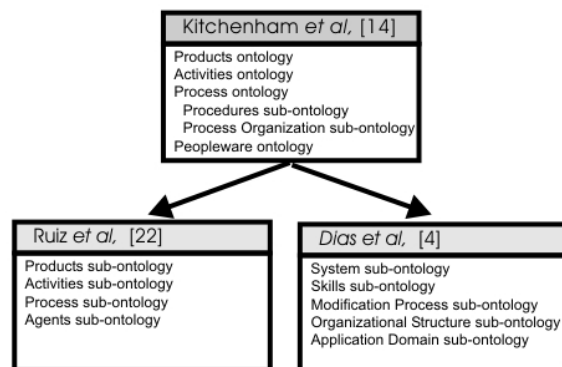 Kitchenham et al, [14]
Products ontology
Activities ontology
Process ontology
Procedures sub-ontology
Process Organization sub-ontology
Peopleware ontology
Ruiz et al, [22]
Products sub-ontology
Activities sub-ontology
Process sub-ontology
Agents sub-ontology
Dias et al, [4]
System sub-ontology
Skills sub-ontology
Modification Process sub-ontology
Organizational Structure sub-ontology
Application Domain sub-ontology